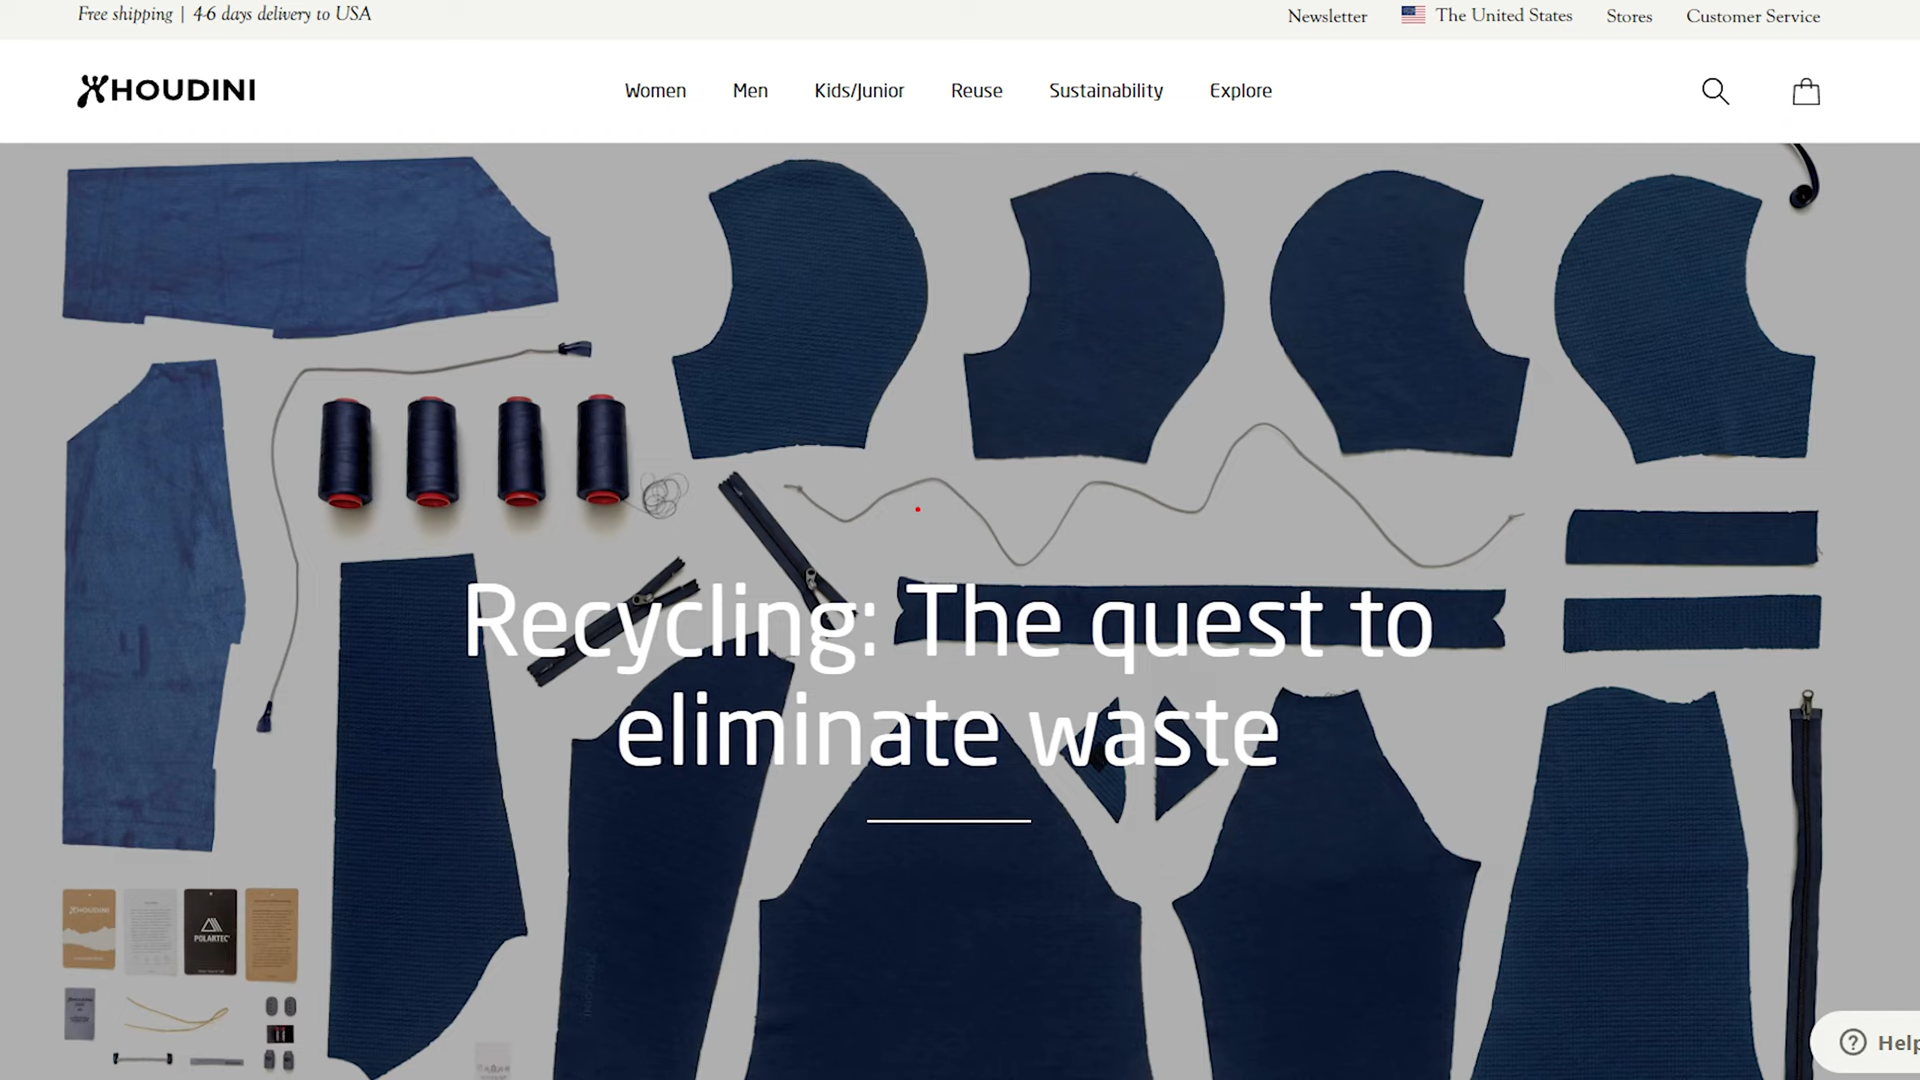 Free shipping | 4-6 days delivery to USA
Newsletter
The United States
Stores
Customer Service
HOUDINI
Women
Men
Kids/Junior
Reuse
Sustainability
Explore
Recycling: The quest to
eliminate waste
HOUDINI
POLARTEC
Help